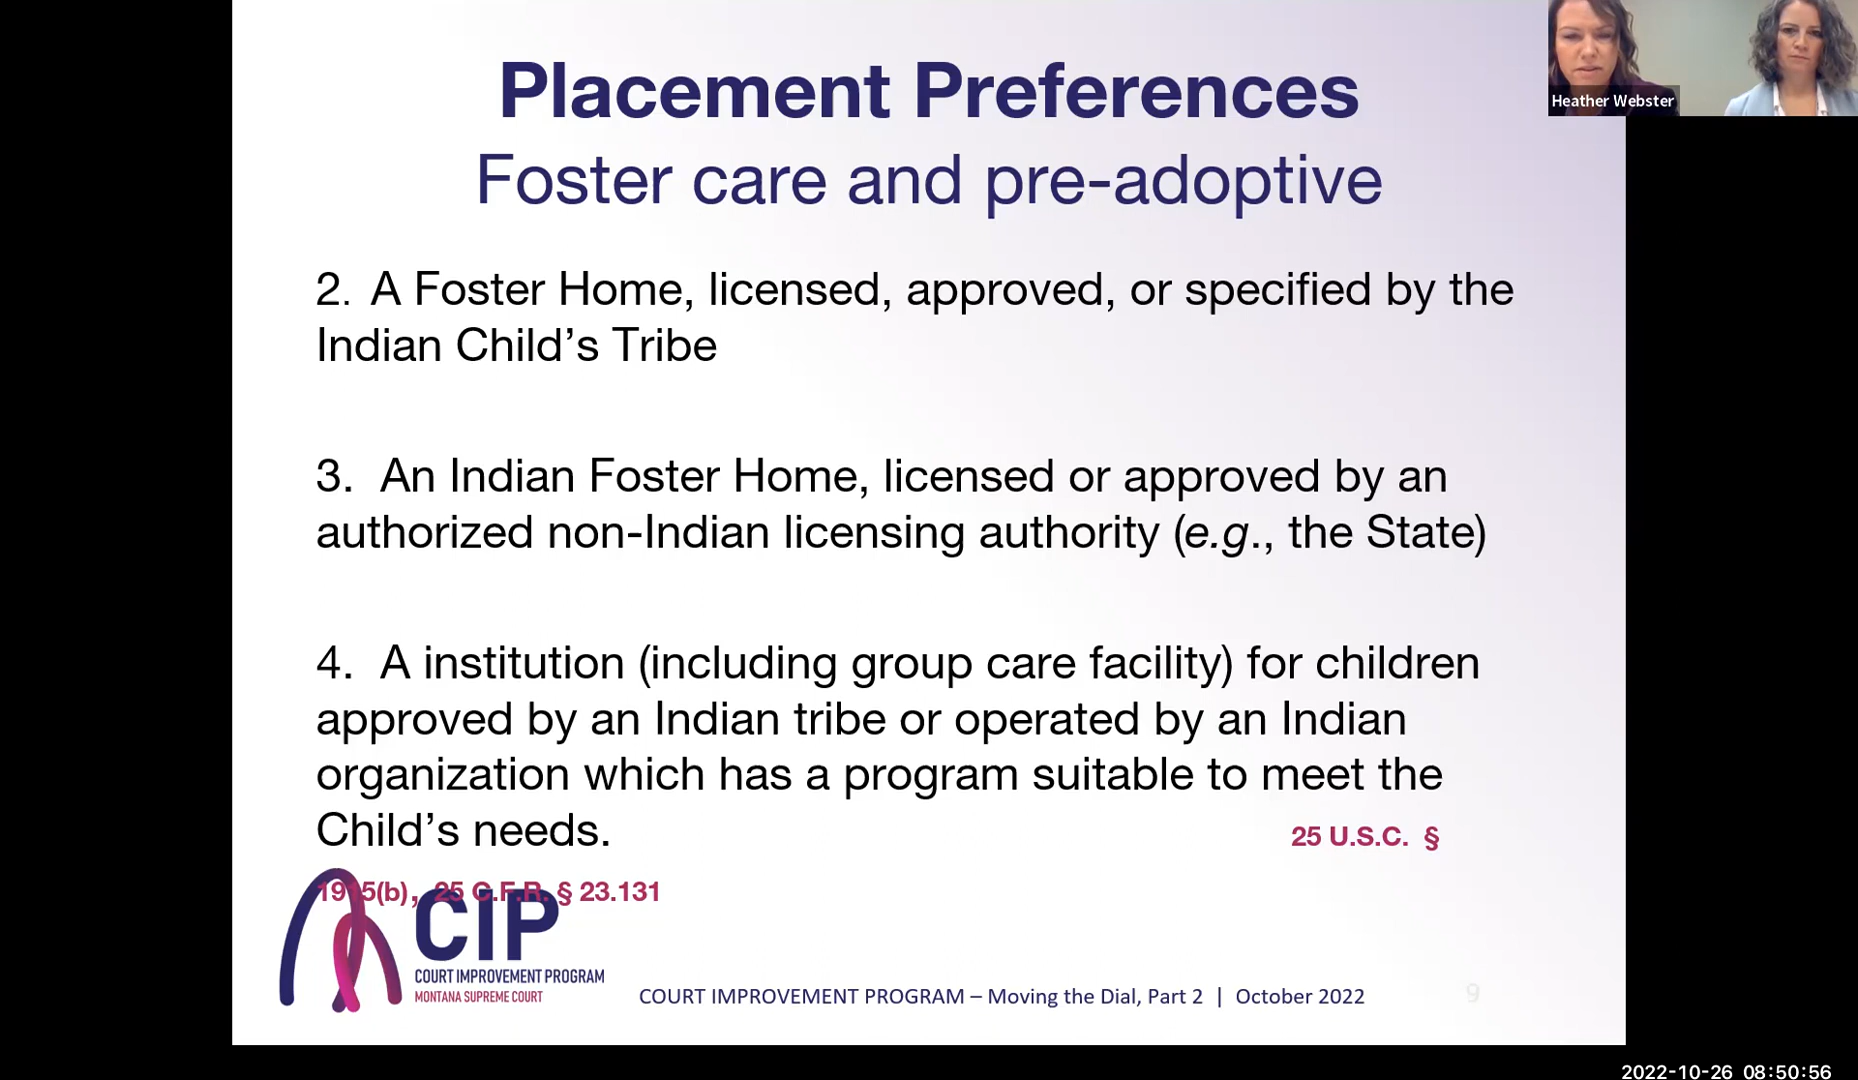 Placement Preferences
Foster care and pre-adoptive
Heather Webster
2. A Foster Home, licensed, approved, or specified by the
Indian Child’s Tribe
3. An Indian Foster Home, licensed or approved by an
authorized non-Indian licensing authority (e.g., the State)
4. A institution (including group care facility) for children
approved by an Indian tribe or operated by an Indian
organization which has a program suitable to meet the
Child’s needs. 25 U.S.C. §
1915(b), 25 C.F.R. § 23.131
CIP
COURT IMPROVEMENT PROGRAM
MONTANA SUPREME COURT
COURT IMPROVEMENT PROGRAM – Moving the Dial, Part 2 | October 2022
9
2022-10-26 08:50:56